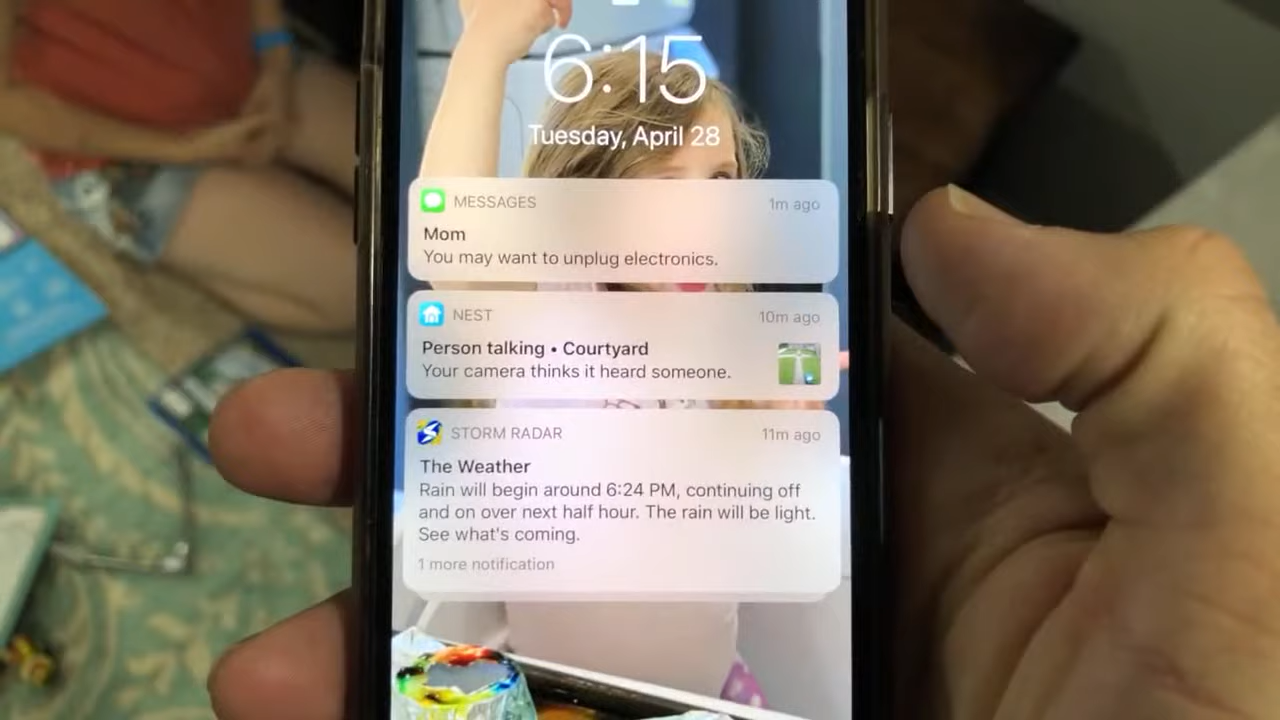 6:15
Tuesday, April 28
MESSAGES 1m ago
Mom
You may want to unplug electronics.
NEST 10m ago
Person talking • Courtyard
Your camera thinks it heard someone.
STORM RADAR 11m ago
The Weather
Rain will begin around 6:24 PM, continuing off
and on over next half hour. The rain will be light.
See what's coming.
1 more notification